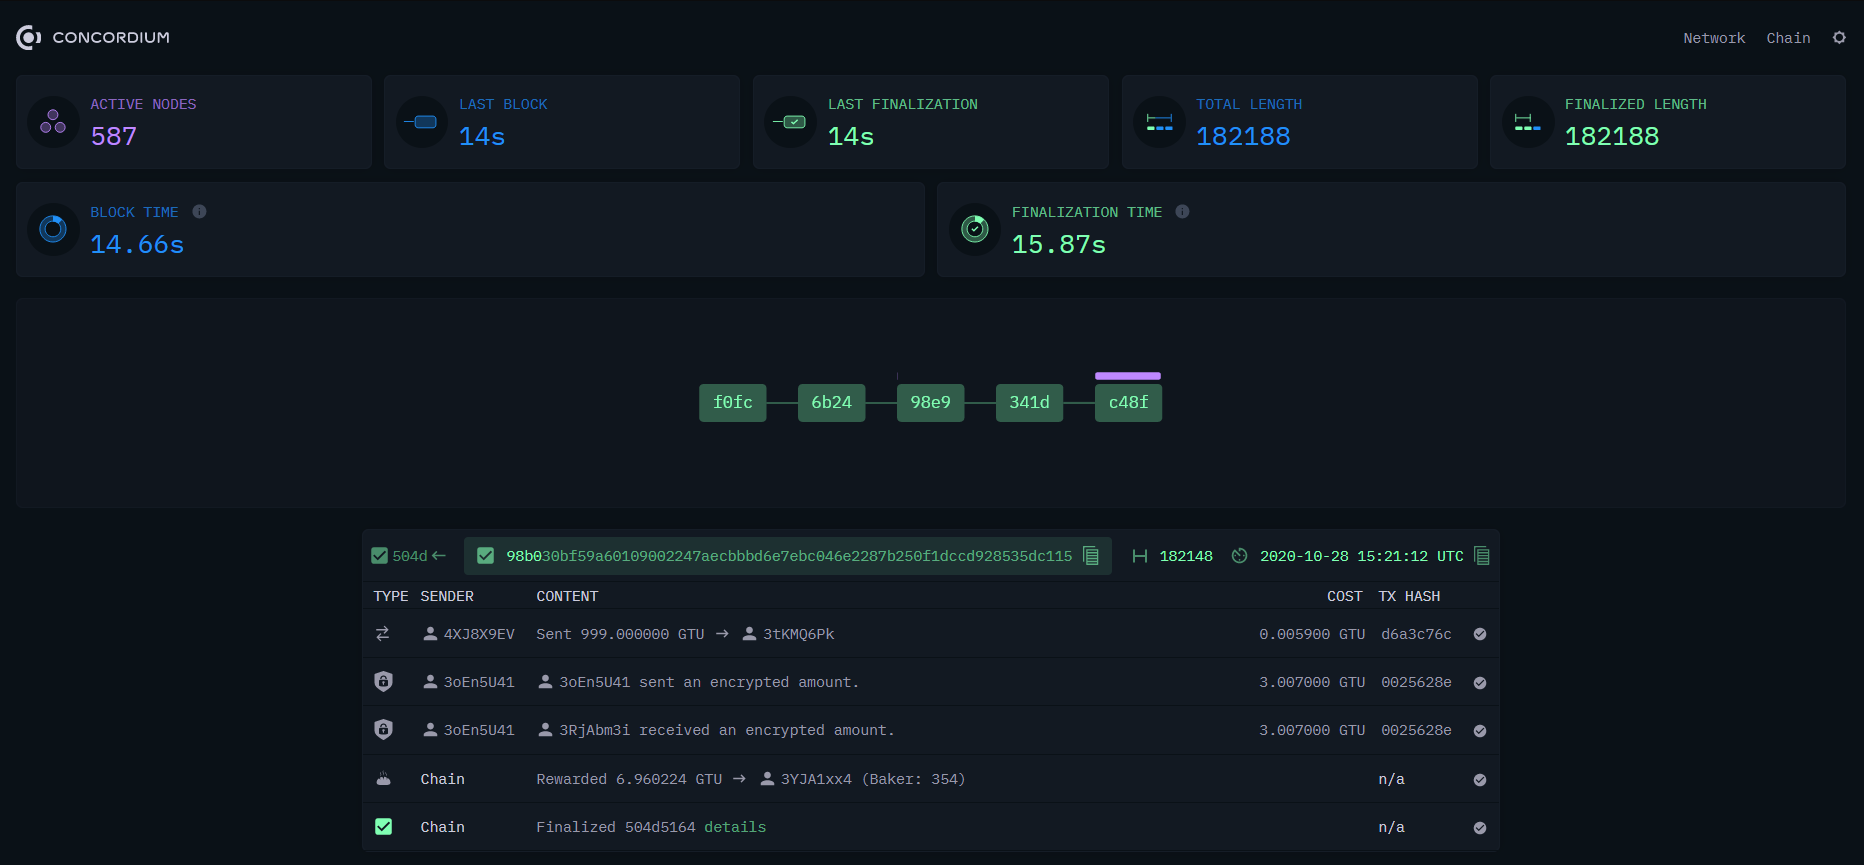 CONCORDIUM
Network Chain
ACTIVE NODES
587
LAST BLOCK
14s
LAST FINALIZATION
14s
TOTAL LENGTH
182188
FINALIZED LENGTH
182188
BLOCK TIME
14.66s
FINALIZATION TIME
15.87s
f0fc 6b24 98e9 341d c48f
504d 98b030bf59a60109002247aecbbbd6e7ebc046e2287b250f1dccd928535dc115 182148 2020-10-28 15:21:12 UTC
TYPE SENDER CONTENT COST TX HASH
4XJ8X9EV Sent 999.000000 GTU → 3tKMQ6Pk 0.005900 GTU d6a3c76c
3oEn5U41 3oEn5U41 sent an encrypted amount. 3.007000 GTU 0025628e
3oEn5U41 3RjAbm3i received an encrypted amount. 3.007000 GTU 0025628e
Chain Rewarded 6.960224 GTU → 3YJA1xx4 (Baker: 354) n/a
Chain Finalized 504d5164 details n/a